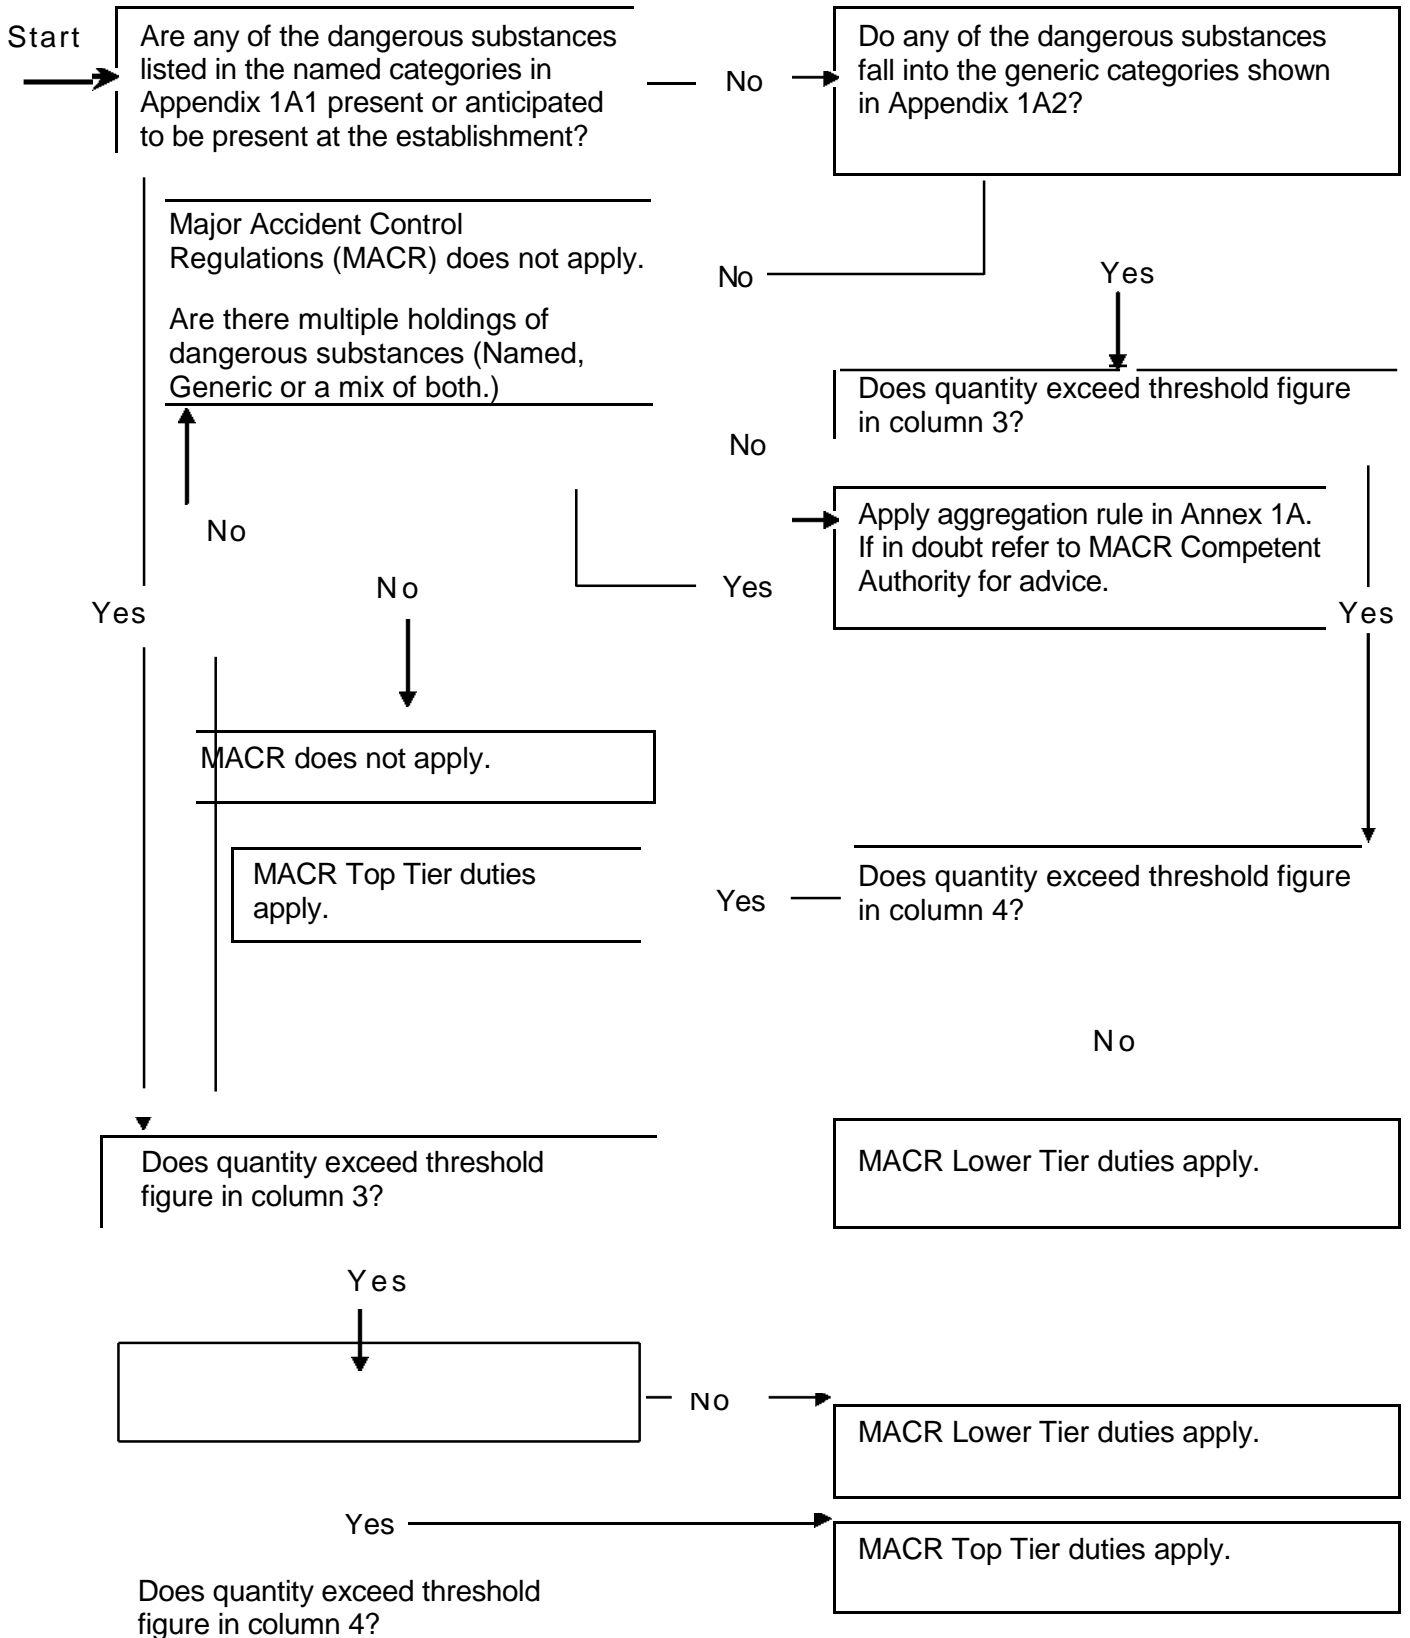 Start
Are any of the dangerous substances
listed in the named categories in
Appendix 1A1 present or anticipated
to be present at the establishment?
No
Do any of the dangerous substances
fall into the generic categories shown
in Appendix 1A2?
Major Accident Control
Regulations (MACR) does not apply.
No
Yes
Are there multiple holdings of
dangerous substances (Named,
Generic or a mix of both.)
Does quantity exceed threshold figure
in column 3?
No
No
Apply aggregation rule in Annex 1A.
If in doubt refer to MACR Competent
Authority for advice.
No
Yes
Yes
Yes
MACR does not apply.
MACR Top Tier duties
apply.
Yes
Does quantity exceed threshold figure
in column 4?
No
Does quantity exceed threshold
figure in column 3?
MACR Lower Tier duties apply.
Yes
No
MACR Lower Tier duties apply.
Yes
MACR Top Tier duties apply.
Does quantity exceed threshold
figure in column 4?